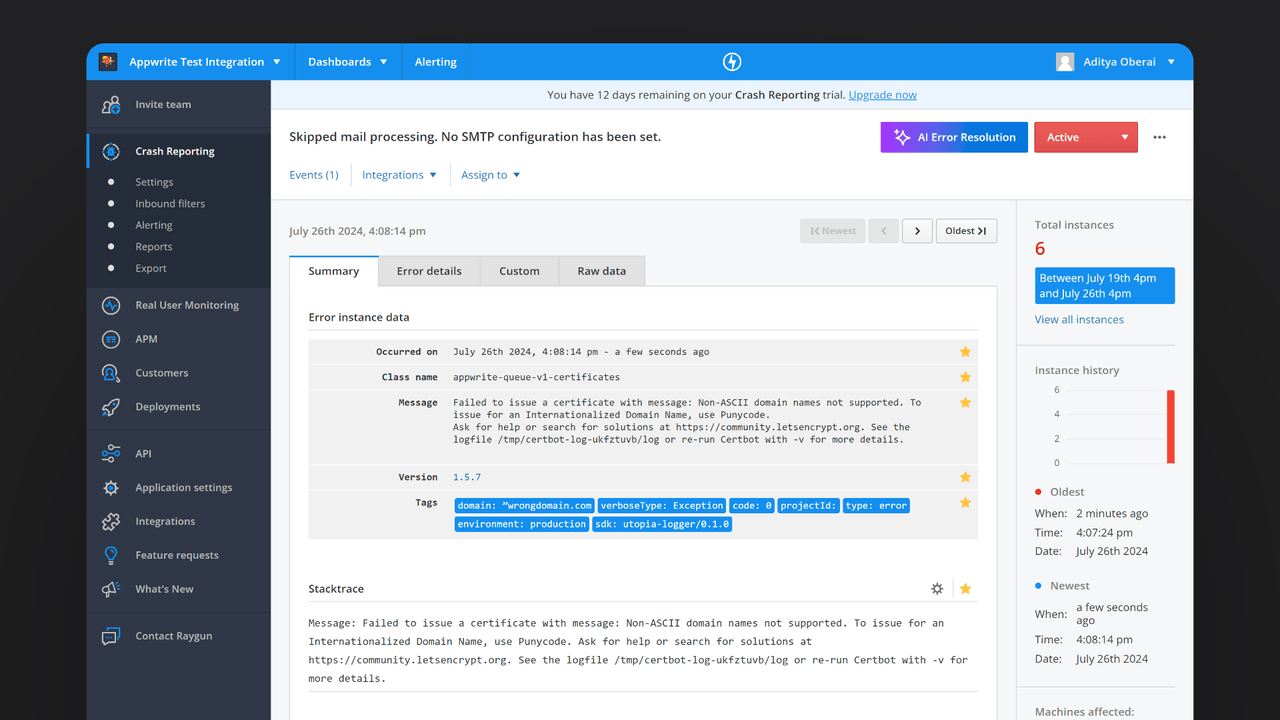 Appwrite Test Integration
Dashboards
Alerting
Aditya Oberai
Invite team
Crash Reporting
Settings
Inbound filters
Alerting
Reports
Export
Real User Monitoring
APM
Customers
Deployments
API
Application settings
Integrations
Feature requests
What's New
Contact Raygun
You have 12 days remaining on your Crash Reporting trial. Upgrade now
Skipped mail processing. No SMTP configuration has been set.
AI Error Resolution
Active
Events (1)
Integrations
Assign to
July 26th 2024, 4:08:14 pm
Newest
Oldest
Summary
Error details
Custom
Raw data
Error instance data
Occurred on July 26th 2024, 4:08:14 pm - a few seconds ago
Class name appwrite-queue-v1-certificates
Message Failed to issue a certificate with message: Non-ASCII domain names not supported. To
issue for an Internationalized Domain Name, use Punycode.
Ask for help or search for solutions at https://community.letsencrypt.org. See the
logfile /tmp/certbot-log-ukfztuvb/log or re-run Certbot with -v for more details.
Version 1.5.7
Tags domain: ”wrongdomain.com verboseType: Exception code: 0 projectId: type: error
environment: production sdk: utopia-logger/0.1.0
Stacktrace
Message: Failed to issue a certificate with message: Non-ASCII domain names not supported. To issue for an
Internationalized Domain Name, use Punycode. Ask for help or search for solutions at
https://community.letsencrypt.org. See the logfile /tmp/certbot-log-ukfztuvb/log or re-run Certbot with -v for
more details.
Total instances
6
Between July 19th 4pm
and July 26th 4pm
View all instances
Instance history
6
4
2
0
Oldest
When: 2 minutes ago
Time: 4:07:24 pm
Date: July 26th 2024
Newest
When: a few seconds
ago
Time: 4:08:14 pm
Date: July 26th 2024
Machines affected: